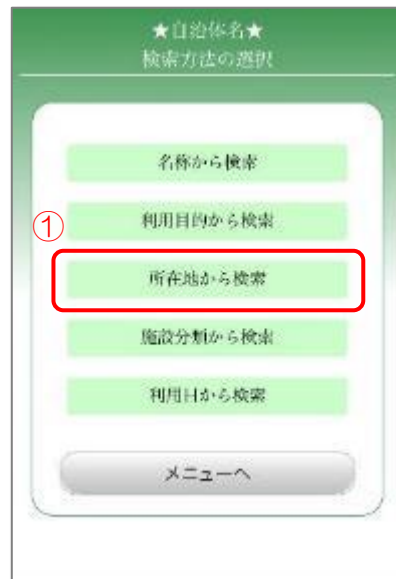 ★自治体名★
検索方法の選択
名称から検索
①
利用目的から検索
所在地から検索
施設分類から検索
利用日から検索
メニューへ